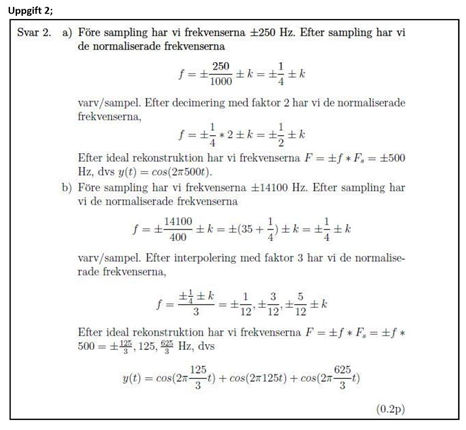 Uppgift 2;
Svar 2. a) Före sampling har vi frekvenserna ±250 Hz. Efter sampling har vi
de normaliserade frekvenserna
f = ± 250/1000 ± k = ± 1/4 ± k
varv/sampel. Efter decimering med faktor 2 har vi de normaliserade
frekvenserna,
f = ± 1/4 * 2 ± k = ± 1/2 ± k
Efter ideal rekonstruktion har vi frekvenserna F = ±f * Fs = ±500
Hz, dvs y(t) = cos(2π500t).
b) Före sampling har vi frekvenserna ±14100 Hz. Efter sampling har
vi de normaliserade frekvenserna
f = ± 14100/400 ± k = ±(35 + 1/4) ± k = ± 1/4 ± k
varv/sampel. Efter interpolering med faktor 3 har vi de normalise-
rade frekvenserna,
f = (± 1/4 ± k)/3 = ± 1/12, ± 3/12, ± 5/12 ± k
Efter ideal rekonstruktion har vi frekvenserna F = ±f * Fs = ±f *
500 = ± 125/3, 125, 625/3 Hz, dvs
y(t) = cos(2π 125/3 t) + cos(2π125t) + cos(2π 625/3 t)
(0.2p)